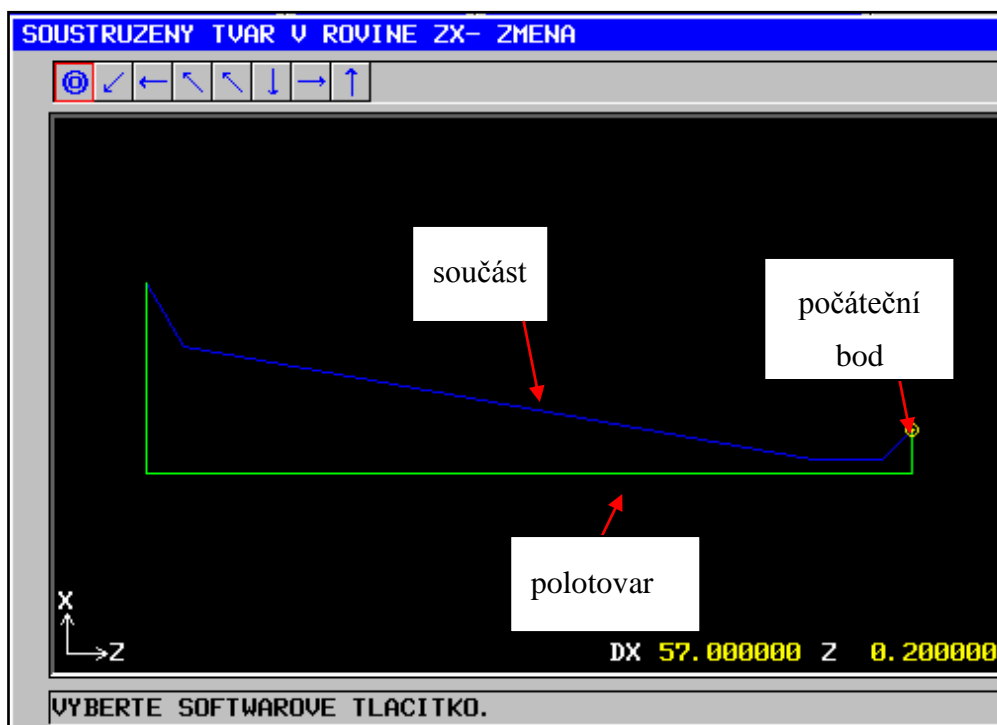 SOUSTRUZENY TVAR V ROVINE ZX- ZMENA
součást
počáteční
bod
polotovar
X
Z
DX 57.000000 Z 0.200000
VYBERTE SOFTWAROVE TLACITKO.